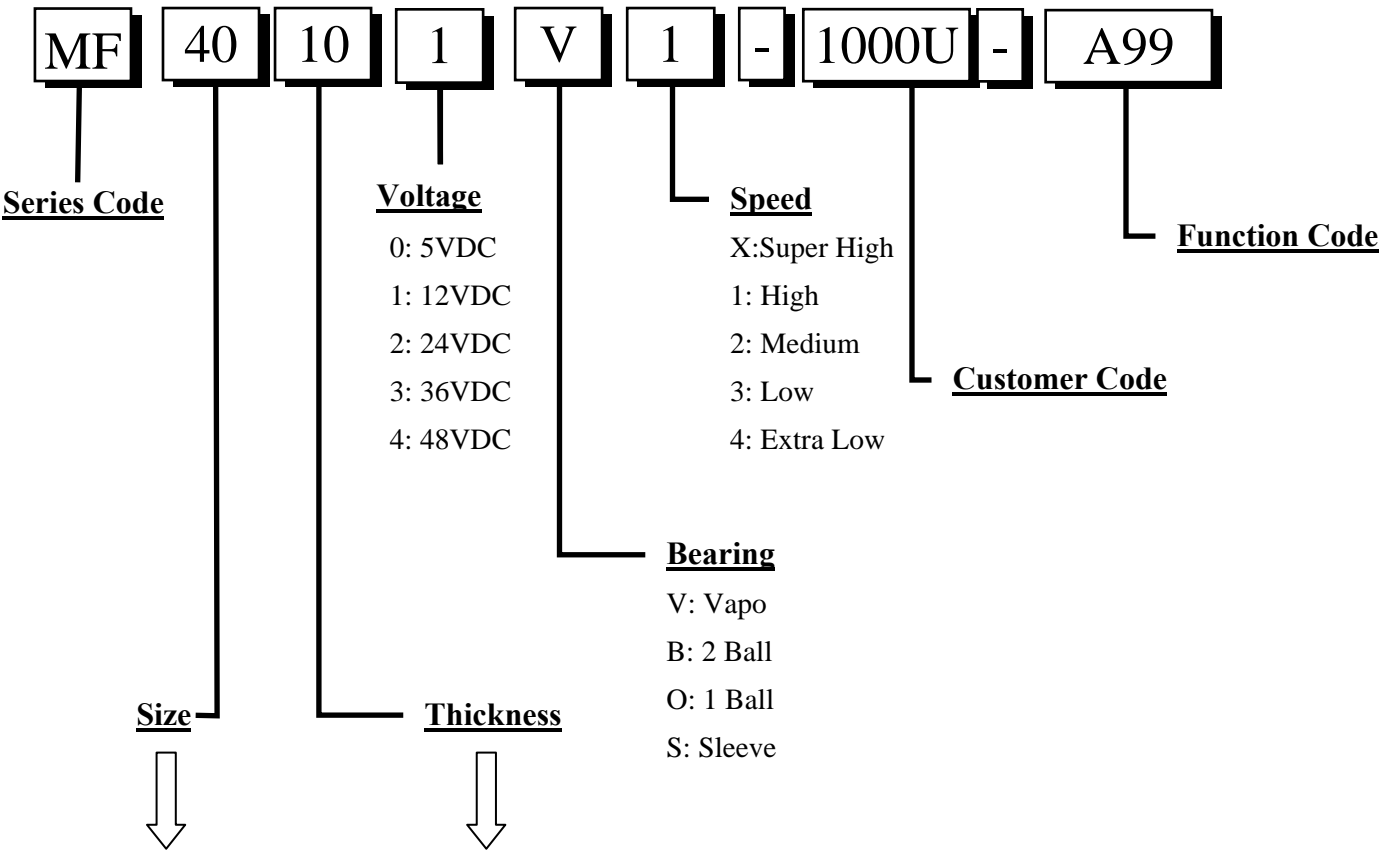 MF 40 10 1 V 1 - 1000U - A99
Series Code
Voltage
0: 5VDC
1: 12VDC
2: 24VDC
3: 36VDC
4: 48VDC
Speed
X:Super High
1: High
2: Medium
3: Low
4: Extra Low
Function Code
Customer Code
Bearing
V: Vapo
B: 2 Ball
O: 1 Ball
S: Sleeve
Size
Thickness